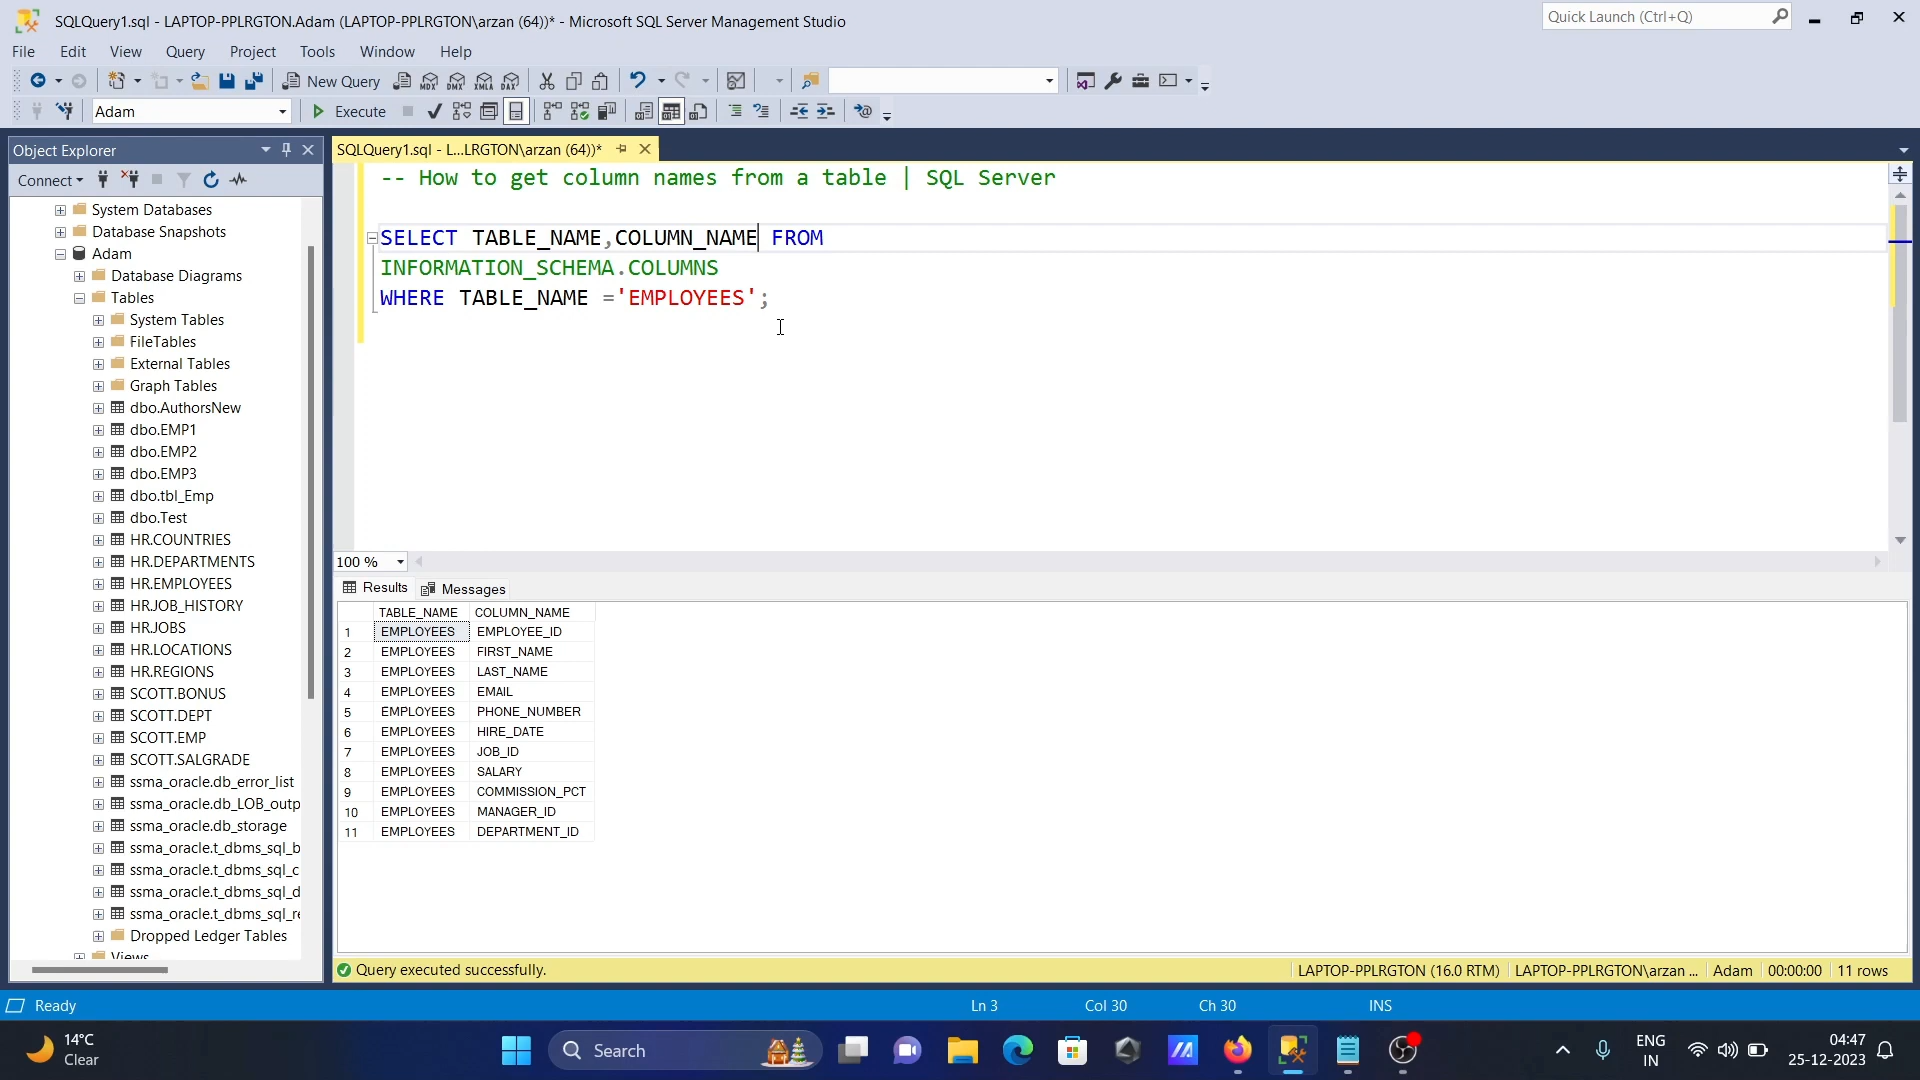 SQLQuery1.sql - LAPTOP-PPLRGTON.Adam (LAPTOP-PPLRGTON\arzan (64))* - Microsoft SQL Server Management Studio
Quick Launch (Ctrl+Q)
File Edit View Query Project Tools Window Help
New Query MDX DMX XMLA DAX
Adam Execute
Object Explorer
SQLQuery1.sql - L...LRGTON\arzan (64))*
Connect
System Databases
Database Snapshots
Adam
Database Diagrams
Tables
System Tables
FileTables
External Tables
Graph Tables
dbo.AuthorsNew
dbo.EMP1
dbo.EMP2
dbo.EMP3
dbo.tbl_Emp
dbo.Test
HR.COUNTRIES
HR.DEPARTMENTS
HR.EMPLOYEES
HR.JOB_HISTORY
HR.JOBS
HR.LOCATIONS
HR.REGIONS
SCOTT.BONUS
SCOTT.DEPT
SCOTT.EMP
SCOTT.SALGRADE
ssma_oracle.db_error_list
ssma_oracle.db_LOB_outp
ssma_oracle.db_storage
ssma_oracle.t_dbms_sql_b
ssma_oracle.t_dbms_sql_c
ssma_oracle.t_dbms_sql_d
ssma_oracle.t_dbms_sql_re
Dropped Ledger Tables
Views
-- How to get column names from a table | SQL Server
SELECT TABLE_NAME,COLUMN_NAME FROM
INFORMATION_SCHEMA.COLUMNS
WHERE TABLE_NAME ='EMPLOYEES';
100 %
Results Messages
TABLE_NAME COLUMN_NAME
1 EMPLOYEES EMPLOYEE_ID
2 EMPLOYEES FIRST_NAME
3 EMPLOYEES LAST_NAME
4 EMPLOYEES EMAIL
5 EMPLOYEES PHONE_NUMBER
6 EMPLOYEES HIRE_DATE
7 EMPLOYEES JOB_ID
8 EMPLOYEES SALARY
9 EMPLOYEES COMMISSION_PCT
10 EMPLOYEES MANAGER_ID
11 EMPLOYEES DEPARTMENT_ID
Query executed successfully. LAPTOP-PPLRGTON (16.0 RTM) LAPTOP-PPLRGTON\arzan ... Adam 00:00:00 11 rows
Ready Ln 3 Col 30 Ch 30 INS
14°C
Clear
Search
ENG
IN
04:47
25-12-2023